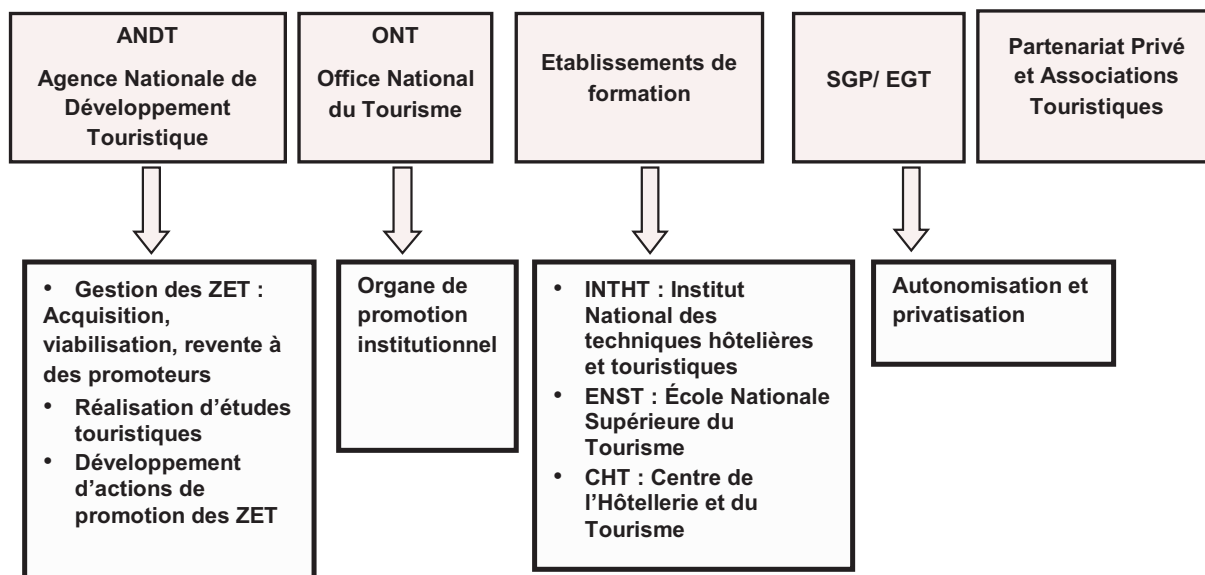 ANDT
Agence Nationale de
Développement
Touristique
ONT
Office National
du Tourisme
Etablissements de
formation
SGP/ EGT
Partenariat Privé
et Associations
Touristiques
• Gestion des ZET :
Acquisition,
viabilisation, revente à
des promoteurs
• Réalisation d’études
touristiques
• Développement
d’actions de
promotion des ZET
Organe de
promotion
institutionnel
• INTHT : Institut
National des
techniques hôtelières
et touristiques
• ENST : École Nationale
Supérieure du
Tourisme
• CHT : Centre de
l’Hôtellerie et du
Tourisme
Autonomisation et
privatisation